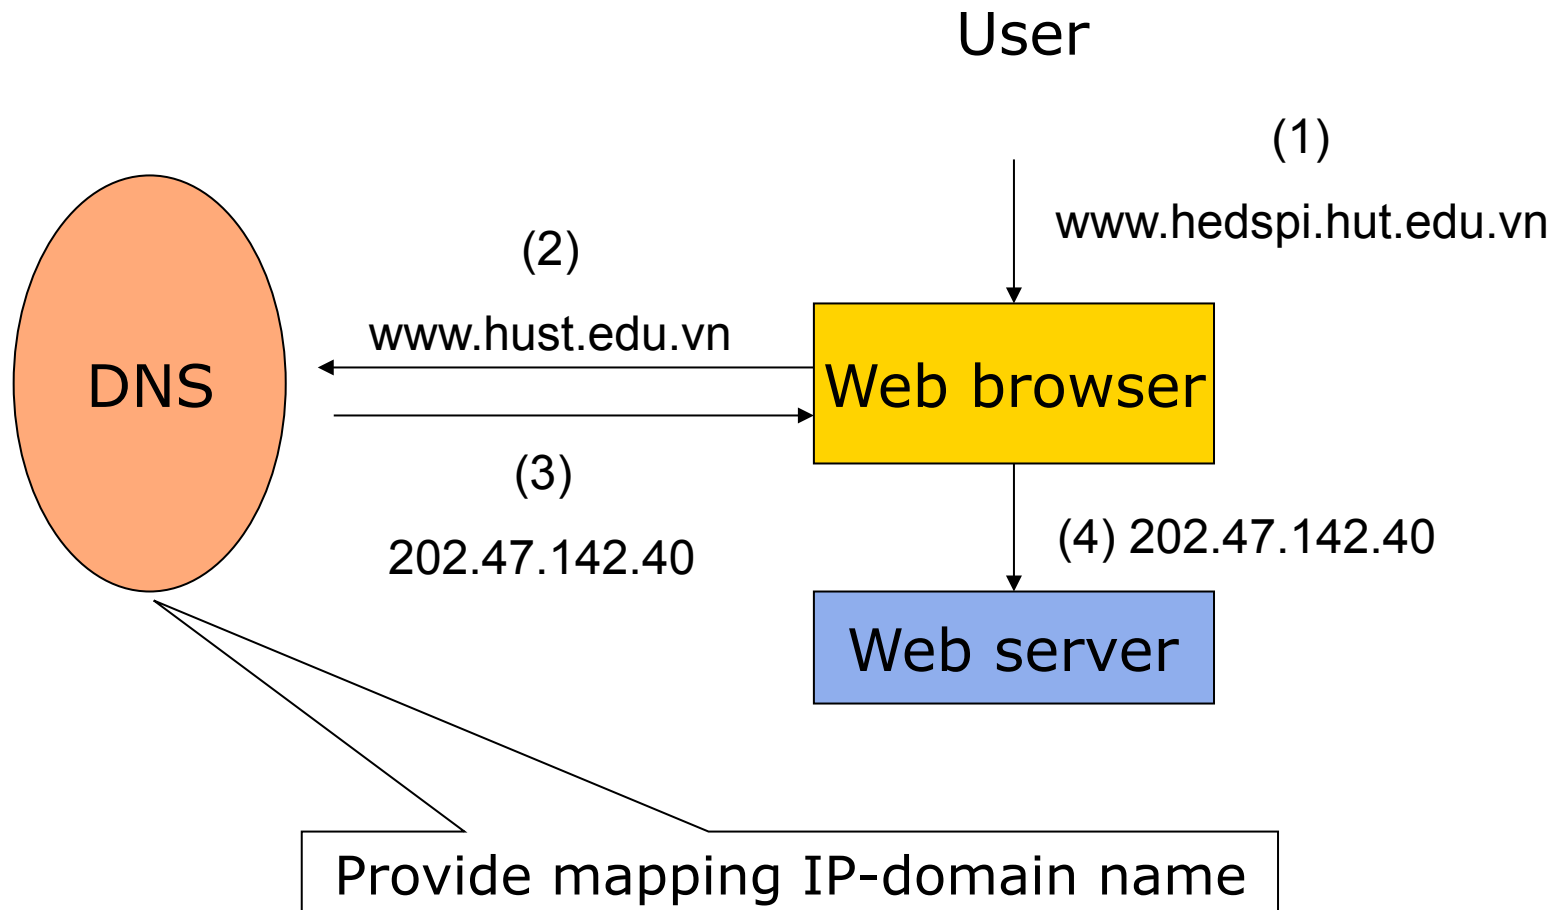 User
(1)
www.hedspi.hut.edu.vn
(2)
www.hust.edu.vn
DNS
Web browser
(3)
202.47.142.40
(4) 202.47.142.40
Web server
Provide mapping IP-domain name